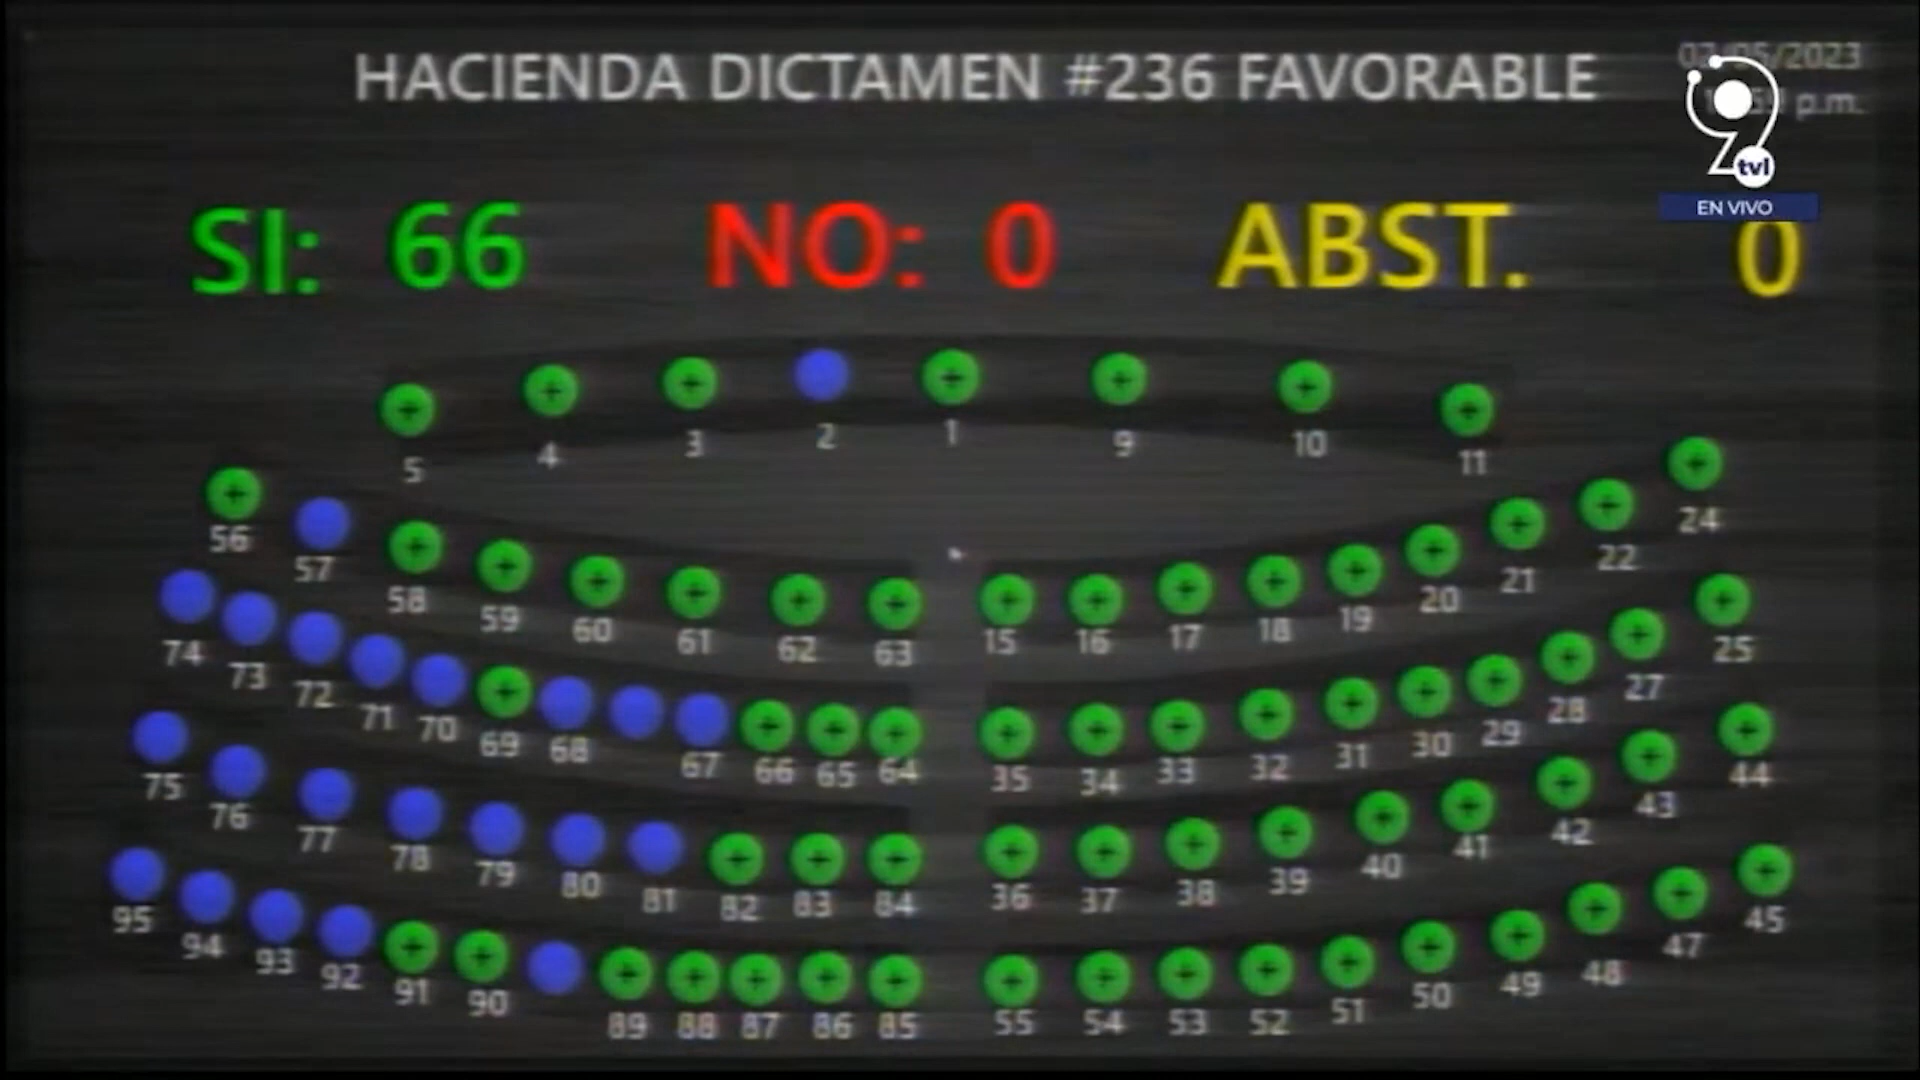 HACIENDA DICTAMEN #236 FAVORABLE
p.m.
9
tvl
EN VIVO
SI: 66 NO: 0 ABST. 0
5 4 3 2 1 9 10 11
56 57 58 59 60 61 62 63 15 16 17 18 19 20 21 22 24
74 73 72 71 70 69 68 67 66 65 64 35 34 33 32 31 30 29 28 27 25
75 76 77 78 79 80 81 82 83 84 36 37 38 39 40 41 42 43 44
95 94 93 92 91 90 89 88 87 86 85 55 54 53 52 51 50 49 48 47 45